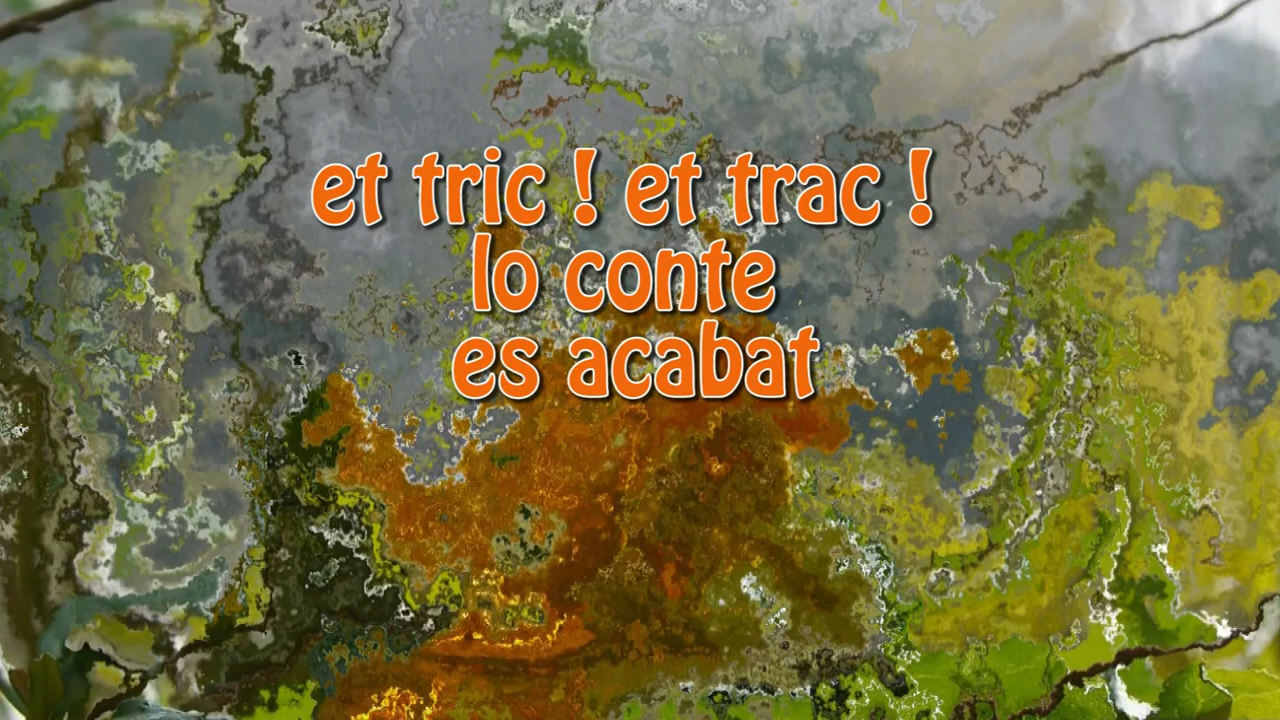 et tric ! et trac !
lo conte
es acabat